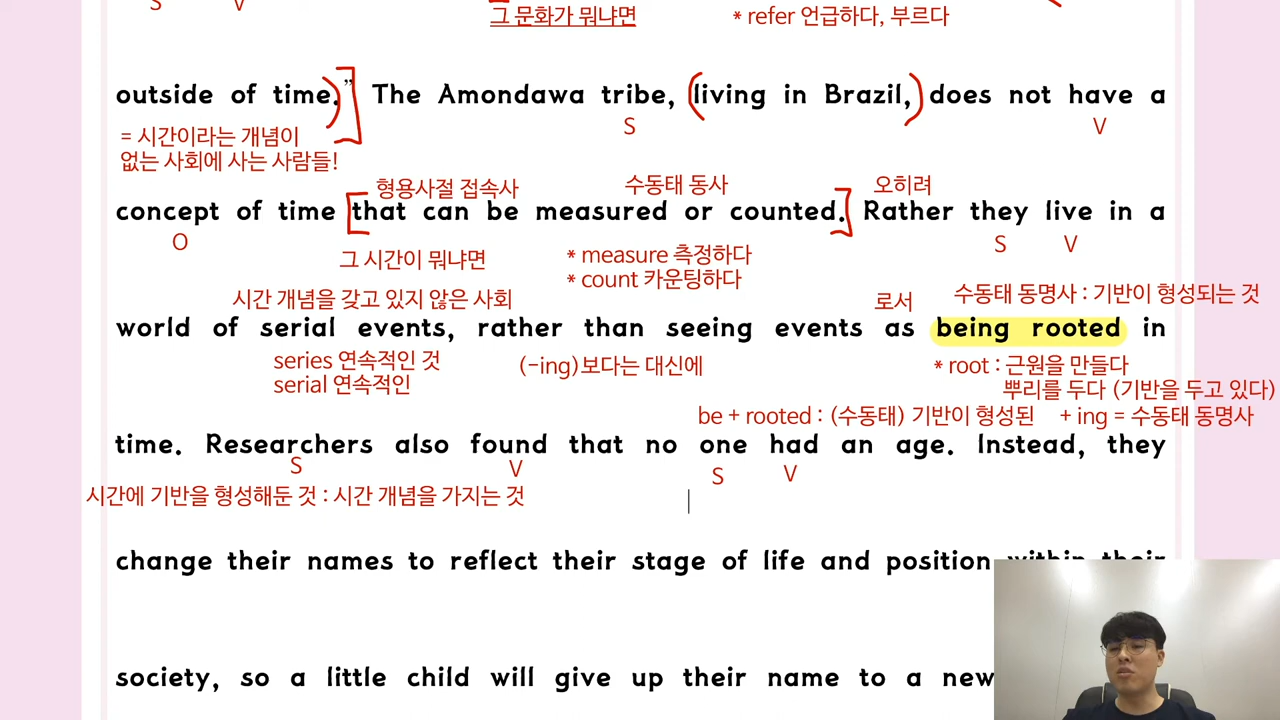 S V
그 문화가 뭐냐면 * refer 언급하다, 부르다
outside of time.” The Amondawa tribe, (living in Brazil,) does not have a
= 시간이라는 개념이 S V
없는 사회에 사는 사람들!
형용사절 접속사 수동태 동사 오히려
concept of time [that can be measured or counted.] Rather they live in a
O S V
그 시간이 뭐냐면 * measure 측정하다
* count 카운팅하다
시간 개념을 갖고 있지 않은 사회 로서 수동태 동명사 : 기반이 형성되는 것
world of serial events, rather than seeing events as being rooted in
series 연속적인 것 (-ing)보다는 대신에 * root : 근원을 만들다
serial 연속적인 뿌리를 두다 (기반을 두고 있다)
be + rooted : (수동태) 기반이 형성된 + ing = 수동태 동명사
time. Researchers also found that no one had an age. Instead, they
S V S V
시간에 기반을 형성해둔 것 : 시간 개념을 가지는 것
change their names to reflect their stage of life and position within their
society, so a little child will give up their name to a new